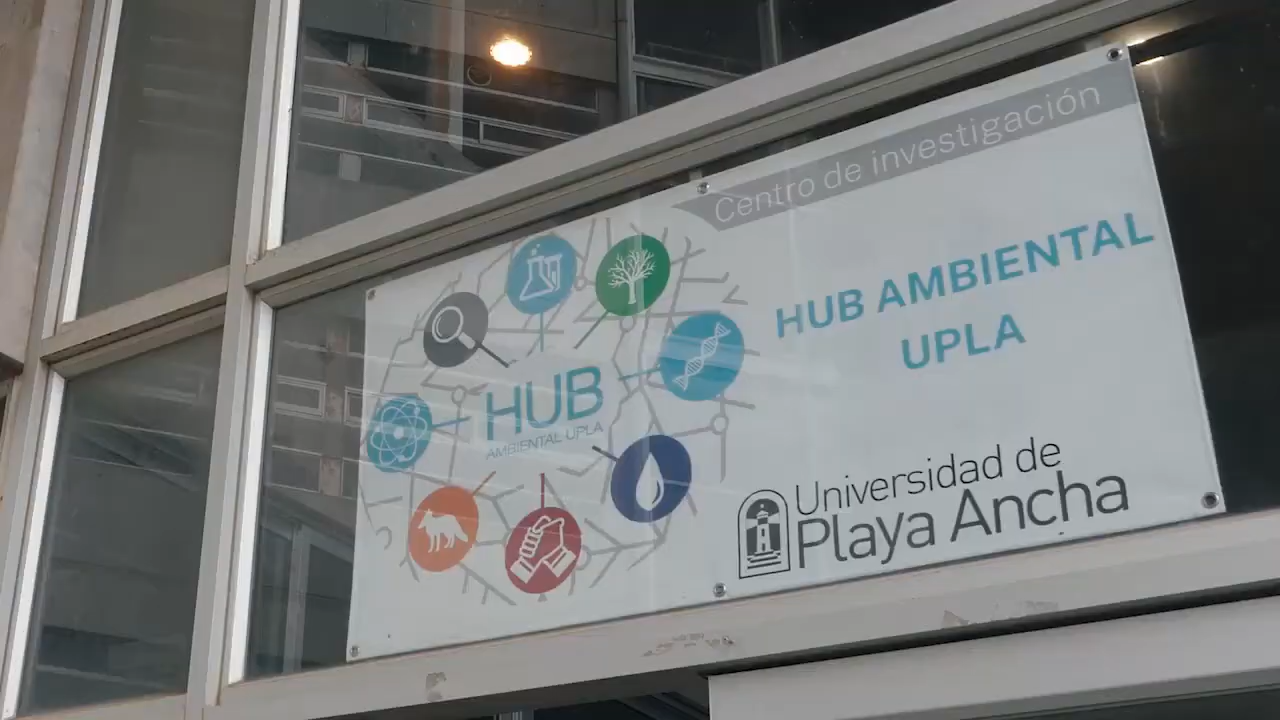 Centro de investigación
HUB AMBIENTAL
UPLA
HUB
AMBIENTAL UPLA
Universidad de
Playa Ancha